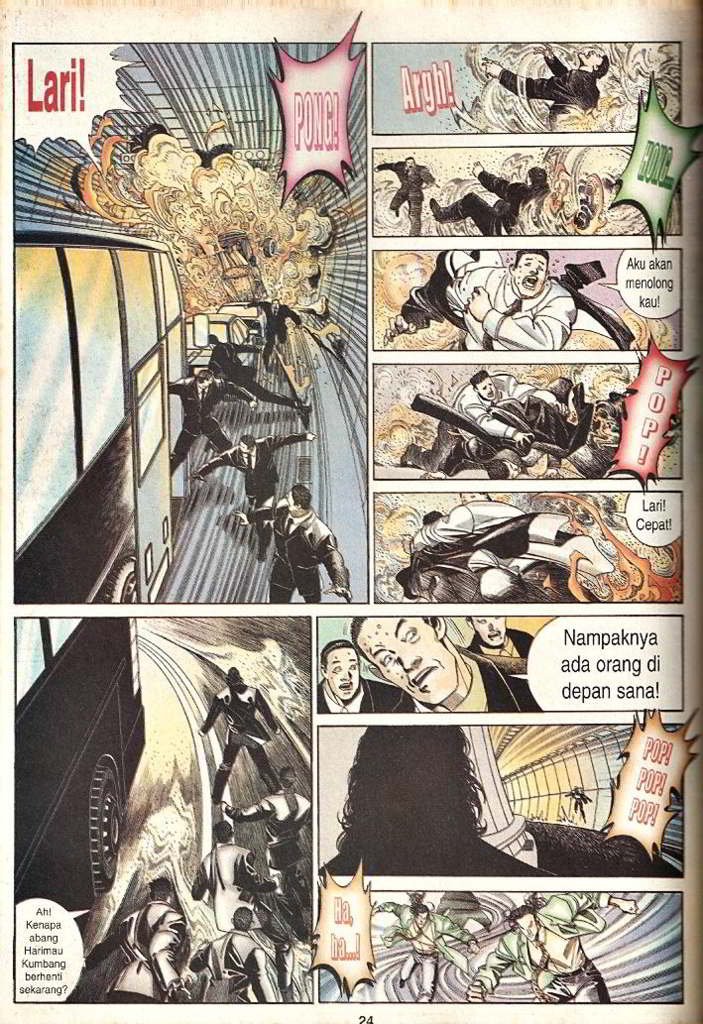 Lari!
PONG!
Argh!
Aku akan
menolong
kau!
POP!
Lari!
Cepat!
Nampaknya
ada orang di
depan sana!
POP!
POP!
POP!
Ah!
Kenapa
abang
Harimau
Kumbang
berhenti
sekarang?
Ha,
ha...!
24